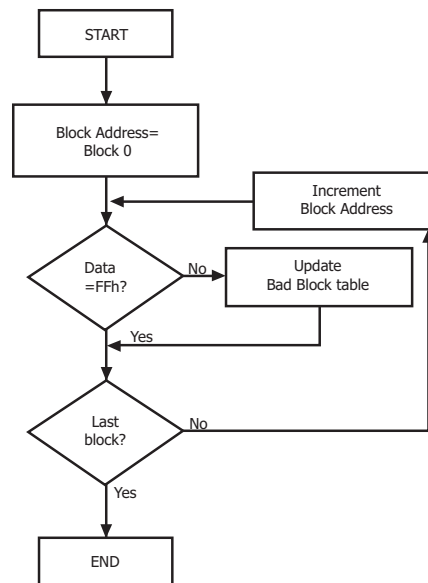 START
Block Address=
Block 0
Increment
Block Address
Data
=FFh?
No
Update
Bad Block table
Yes
Last
block?
No
Yes
END